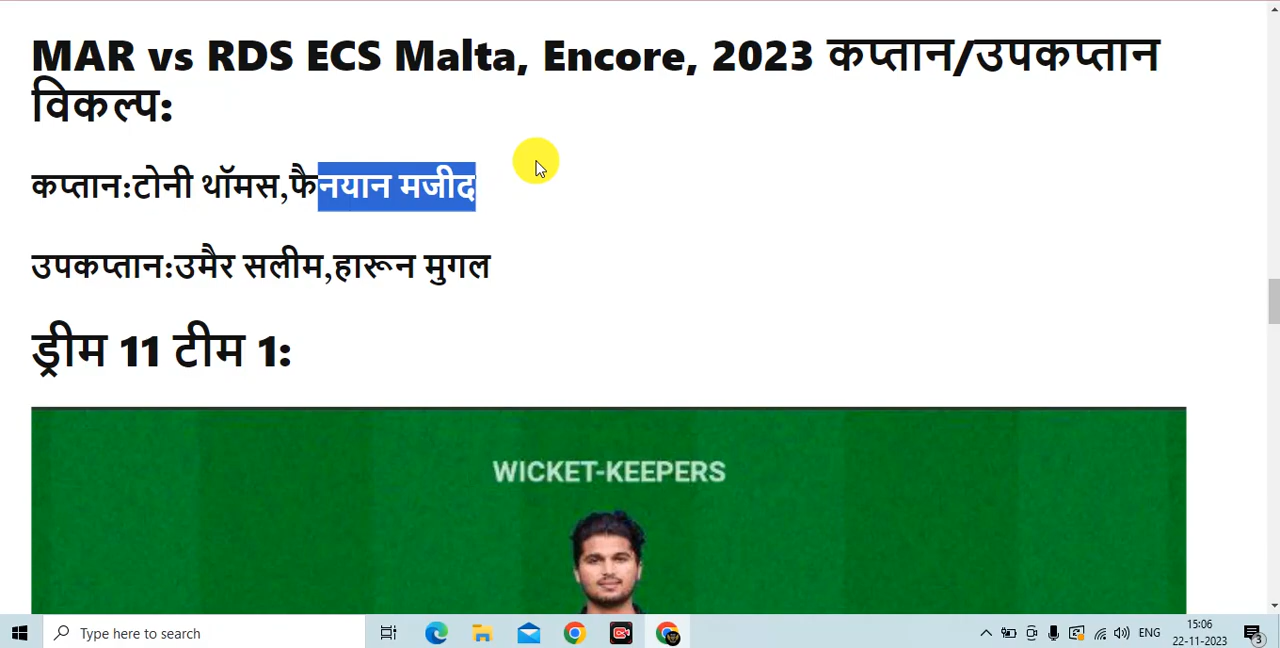 MAR vs RDS ECS Malta, Encore, 2023 कप्तान/उपकप्तान
विकल्प:
कप्तान:टोनी थॉमस,फैनयान मजीद
उपकप्तान:उमैर सलीम,हारून मुगल
ड्रीम 11 टीम 1:
WICKET-KEEPERS
Type here to search
ENG
15:06
22-11-2023
3